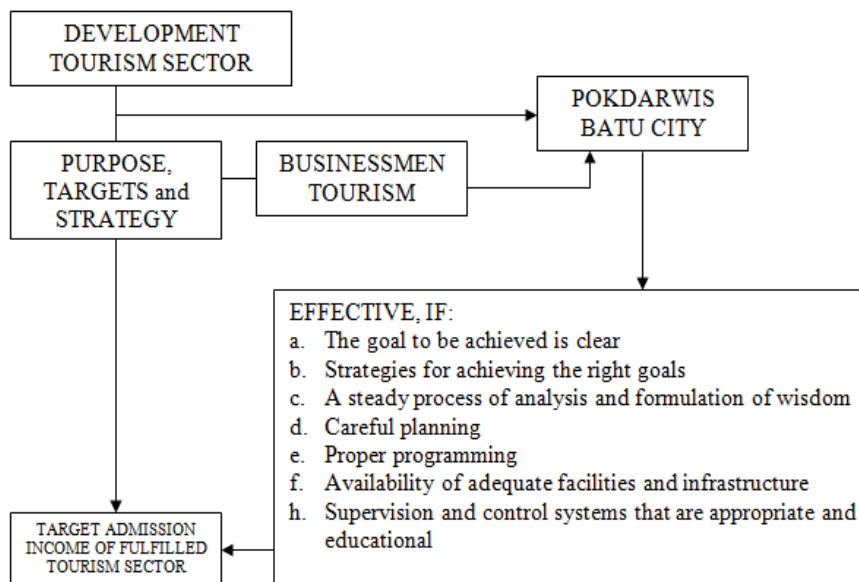 DEVELOPMENT
TOURISM SECTOR
POKDARWIS
BATU CITY
PURPOSE,
TARGETS and
STRATEGY
BUSINESSMEN
TOURISM
EFFECTIVE, IF:
a. The goal to be achieved is clear
b. Strategies for achieving the right goals
c. A steady process of analysis and formulation of wisdom
d. Careful planning
e. Proper programming
f. Availability of adequate facilities and infrastructure
h. Supervision and control systems that are appropriate and
educational
TARGET ADMISSION
INCOME OF FULFILLED
TOURISM SECTOR